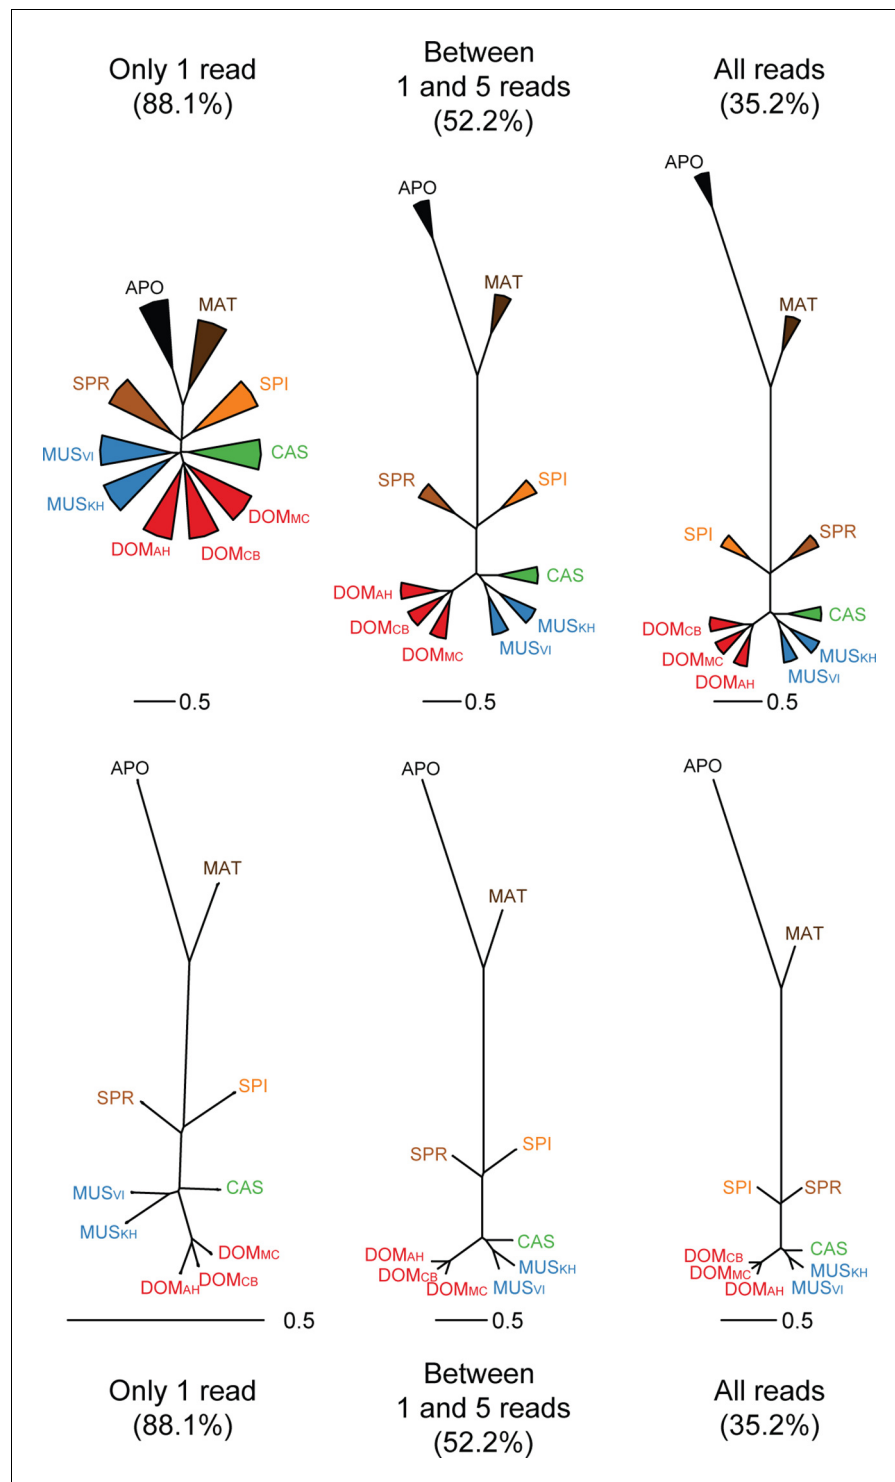 Only 1 read
(88.1%)
Between
1 and 5 reads
(52.2%)
All reads
(35.2%)
APO
MAT
SPR
SPI
MUSVI
CAS
MUSKH
DOMMC
DOMAH
DOMCB
0.5
APO
MAT
SPR
SPI
CAS
DOMAH
MUSKH
DOMCB
MUSVI
DOMMC
0.5
APO
MAT
SPI
SPR
CAS
DOMCB
MUSKH
DOMMC
MUSVI
DOMAH
0.5
APO
MAT
SPI
SPR
MUSVI
CAS
MUSKH
DOMMC
DOMCB
DOMAH
0.5
APO
MAT
SPI
SPR
CAS
DOMAH
MUSKH
DOMCB
DOMMC
MUSVI
0.5
APO
MAT
SPI
SPR
CAS
DOMCB
MUSKH
DOMMC
DOMAH
MUSVI
0.5
Only 1 read
(88.1%)
Between
1 and 5 reads
(52.2%)
All reads
(35.2%)